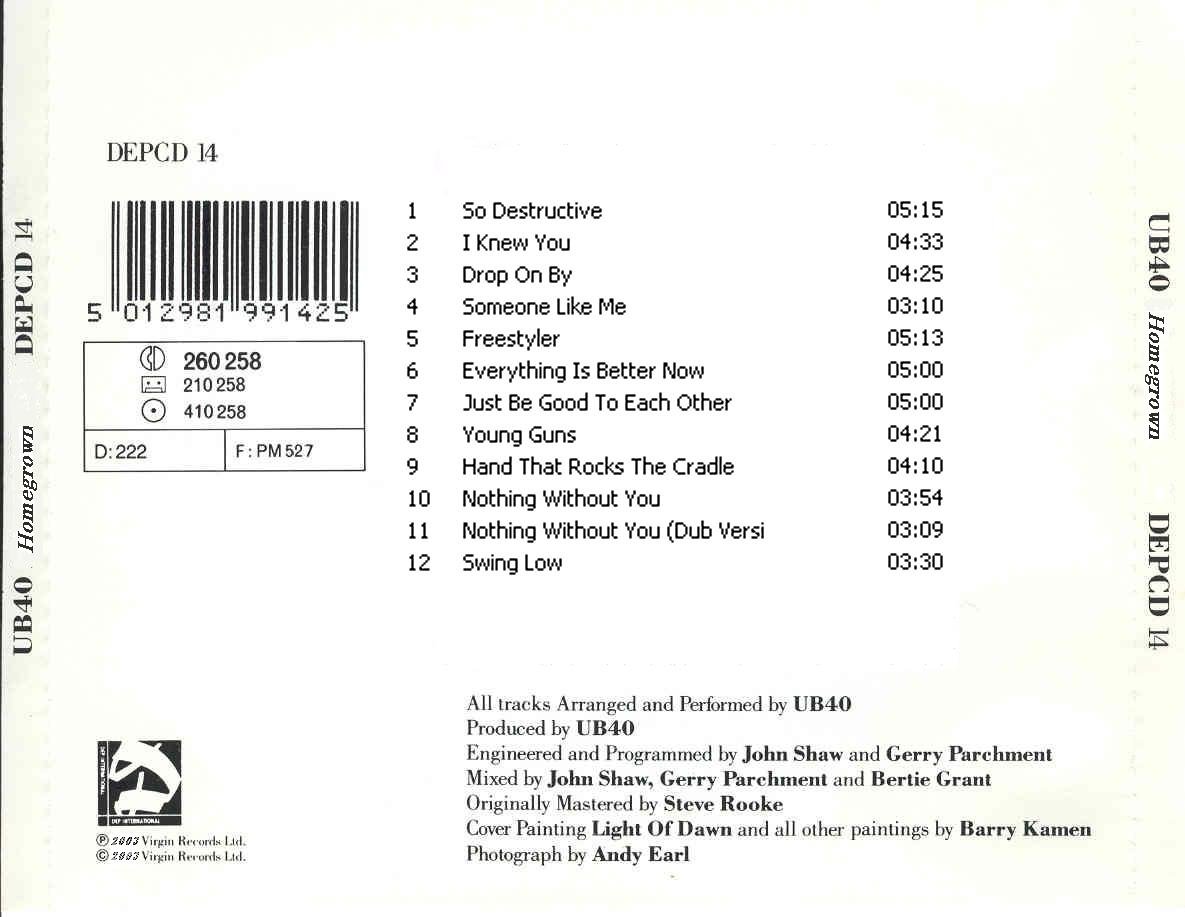 DEPCD 14
5 012981 991425
260 258
210 258
410 258
D: 222
F: PM 527
1 So Destructive 05:15
2 I Knew You 04:33
3 Drop On By 04:25
4 Someone Like Me 03:10
5 Freestyler 05:13
6 Everything Is Better Now 05:00
7 Just Be Good To Each Other 05:00
8 Young Guns 04:21
9 Hand That Rocks The Cradle 04:10
10 Nothing Without You 03:54
11 Nothing Without You (Dub Versi 03:09
12 Swing Low 03:30
All tracks Arranged and Performed by UB40
Produced by UB40
Engineered and Programmed by John Shaw and Gerry Parchment
Mixed by John Shaw, Gerry Parchment and Bertie Grant
Originally Mastered by Steve Rooke
Cover Painting Light Of Dawn and all other paintings by Barry Kamen
Photograph by Andy Earl
DEP INTERNATIONAL
℗ 2003 Virgin Records Ltd.
© 2003 Virgin Records Ltd.
UB40 Homegrown DEPCD 14
UB40 Homegrown DEPCD 14